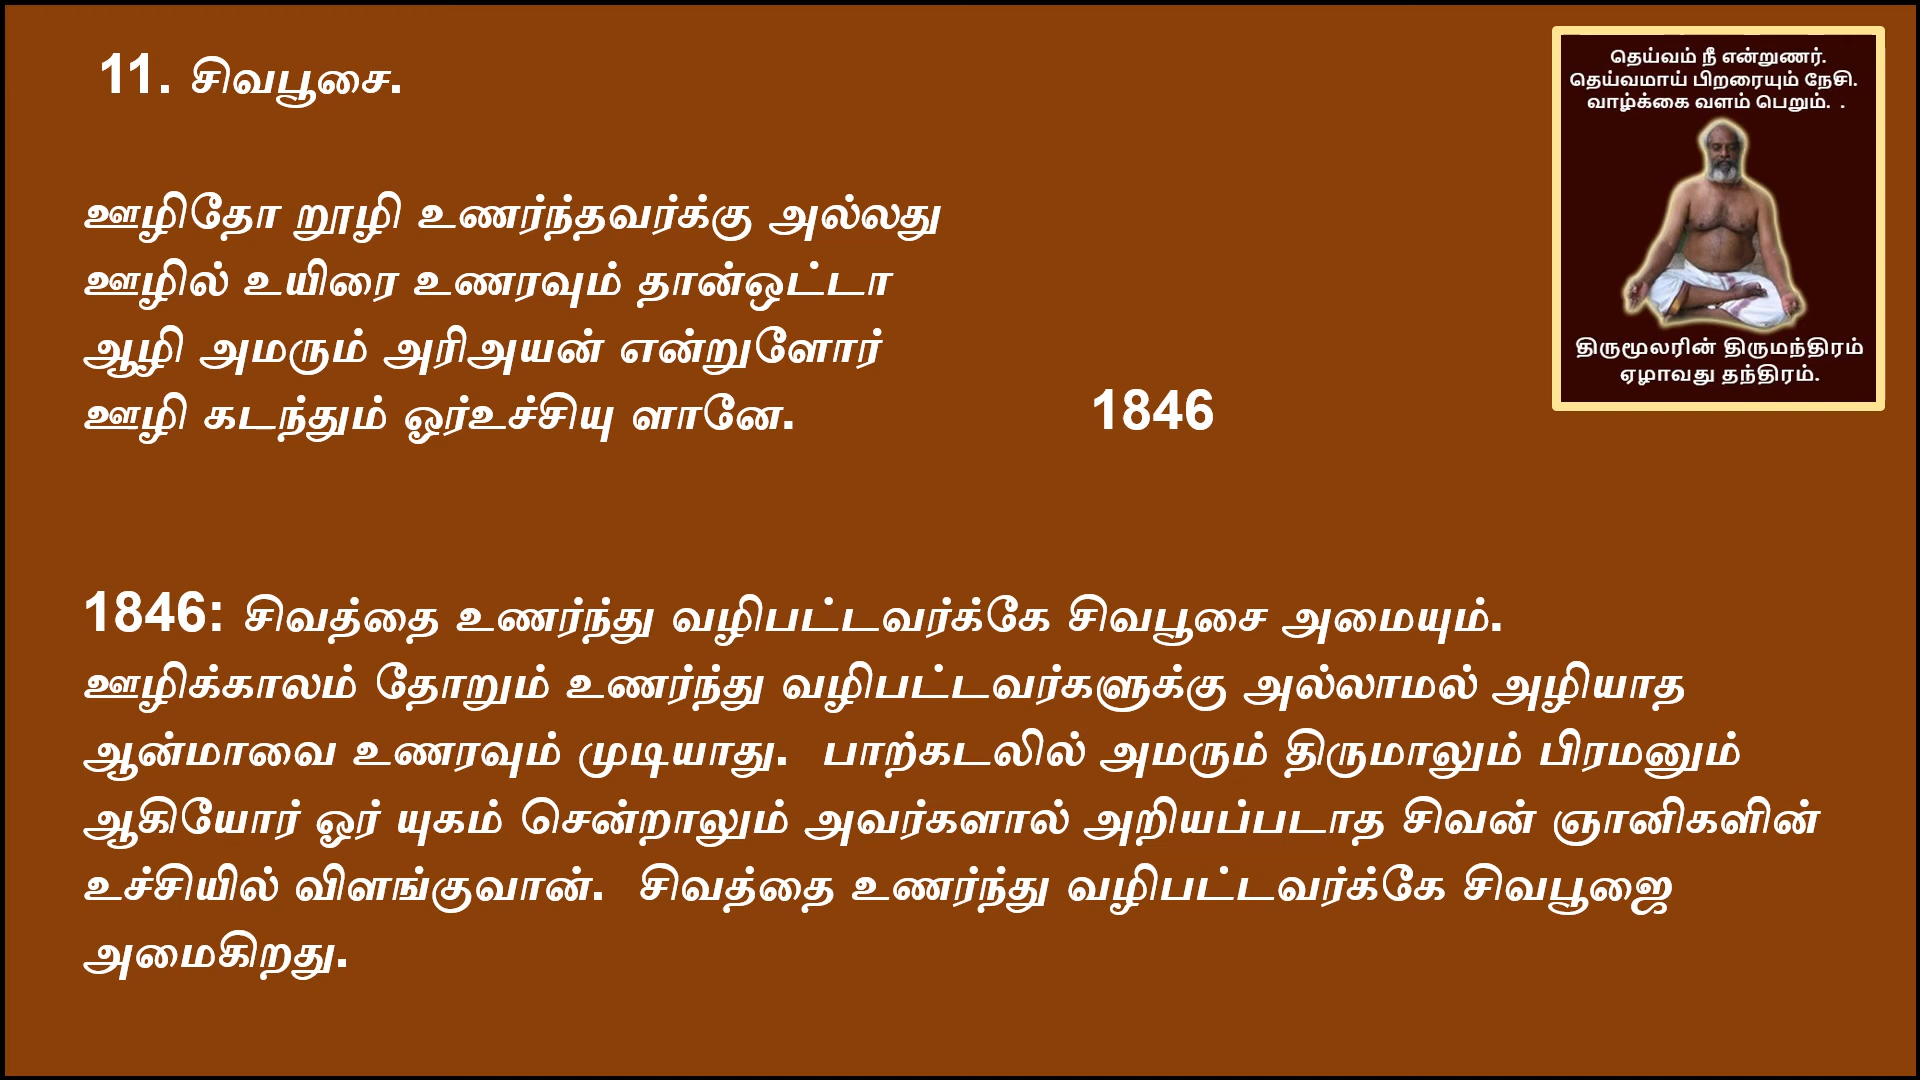 11. சிவபூசை.
தெய்வம் நீ என்றுணர்.
தெய்வமாய் பிறரையும் நேசி.
வாழ்க்கை வளம் பெறும். .
திருமூலரின் திருமந்திரம்
ஏழாவது தந்திரம்.
ஊழிதோ றூழி உணர்ந்தவர்க்கு அல்லது
ஊழில் உயிரை உணரவும் தான்ஒட்டா
ஆழி அமரும் அரிஅயன் என்றுளோர்
ஊழி கடந்தும் ஓர்உச்சியு ளானே. 1846
1846: சிவத்தை உணர்ந்து வழிபட்டவர்க்கே சிவபூசை அமையும்.
ஊழிக்காலம் தோறும் உணர்ந்து வழிபட்டவர்களுக்கு அல்லாமல் அழியாத
ஆன்மாவை உணரவும் முடியாது. பாற்கடலில் அமரும் திருமாலும் பிரமனும்
ஆகியோர் ஓர் யுகம் சென்றாலும் அவர்களால் அறியப்படாத சிவன் ஞானிகளின்
உச்சியில் விளங்குவான். சிவத்தை உணர்ந்து வழிபட்டவர்க்கே சிவபூஜை
அமைகிறது.